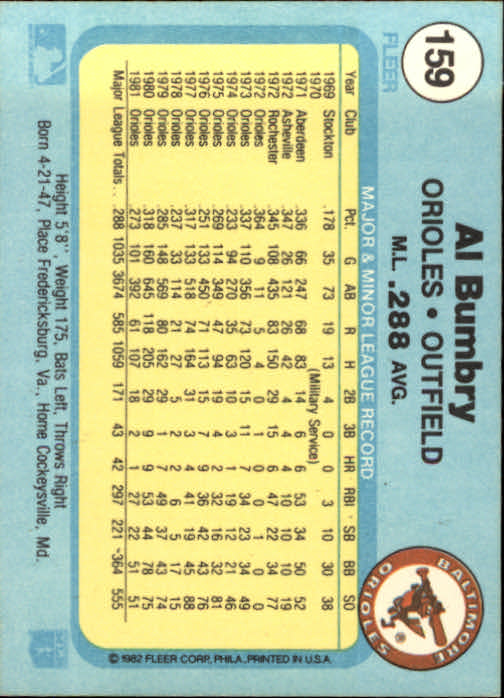 159
FLEER
Al Bumbry
ORIOLES • OUTFIELD
M.L. .288 AVG.
BALTIMORE ORIOLES
MAJOR & MINOR LEAGUE RECORD
Year Club Pct. G AB R H 2B 3B HR RBI SB BB SO
1969 Stockton .178 35 73 19 13 4 0 0 3 10 30 38
1970 (Military Service)
1971 Aberdeen .336 66 247 68 83 14 6 6 53 34 50 52
1972 Asheville .347 26 121 26 42 4 10 10 10 19
1972 Rochester .345 108 435 83 150 29 15 6 47 22 34 77
1972 Orioles .364 9 11 5 4 0 1 0 0 1 0 0
1973 Orioles .337 110 356 73 120 15 11 7 34 23 34 49
1974 Orioles .233 94 270 35 63 10 3 1 19 12 21 46
1975 Orioles .269 114 349 47 94 19 4 2 32 16 32 81
1976 Orioles .251 133 450 71 113 15 7 9 36 42 43 76
1977 Orioles .317 133 518 74 164 31 3 4 41 19 45 88
1978 Orioles .237 33 114 21 27 5 2 2 6 5 17 15
1979 Orioles .285 148 569 80 162 29 1 7 49 37 43 74
1980 Orioles .318 160 645 118 205 29 9 9 53 44 78 75
1981 Orioles .273 101 392 61 107 18 2 1 27 22 51 51
Major League Totals .288 1035 3674 585 1059 171 43 42 297 221 -364 555
© 1982 FLEER CORP., PHILA., PRINTED IN U.S.A.
Height 5'8", Weight 175, Bats Left, Throws Right
Born 4-21-47, Place Fredericksburg, Va., Home Cockeysville, Md.